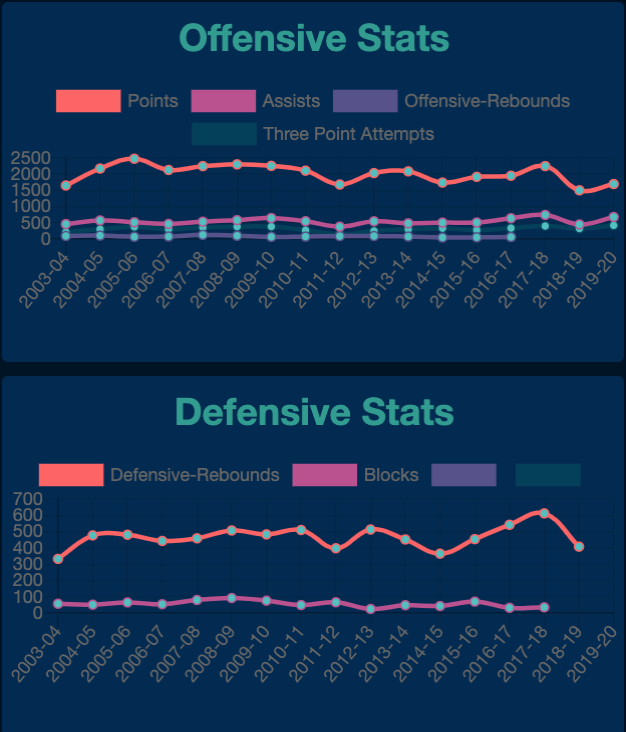 Offensive Stats
Points Assists Offensive-Rebounds
Three Point Attempts
2500
2000
1500
1000
500
0
2003-04 2004-05 2005-06 2006-07 2007-08 2008-09 2009-10 2010-11 2011-12 2012-13 2013-14 2014-15 2015-16 2016-17 2017-18 2018-19 2019-20
Defensive Stats
Defensive-Rebounds Blocks
700
600
500
400
300
200
100
0
2003-04 2004-05 2005-06 2006-07 2007-08 2008-09 2009-10 2010-11 2011-12 2012-13 2013-14 2014-15 2015-16 2016-17 2017-18 2018-19 2019-20